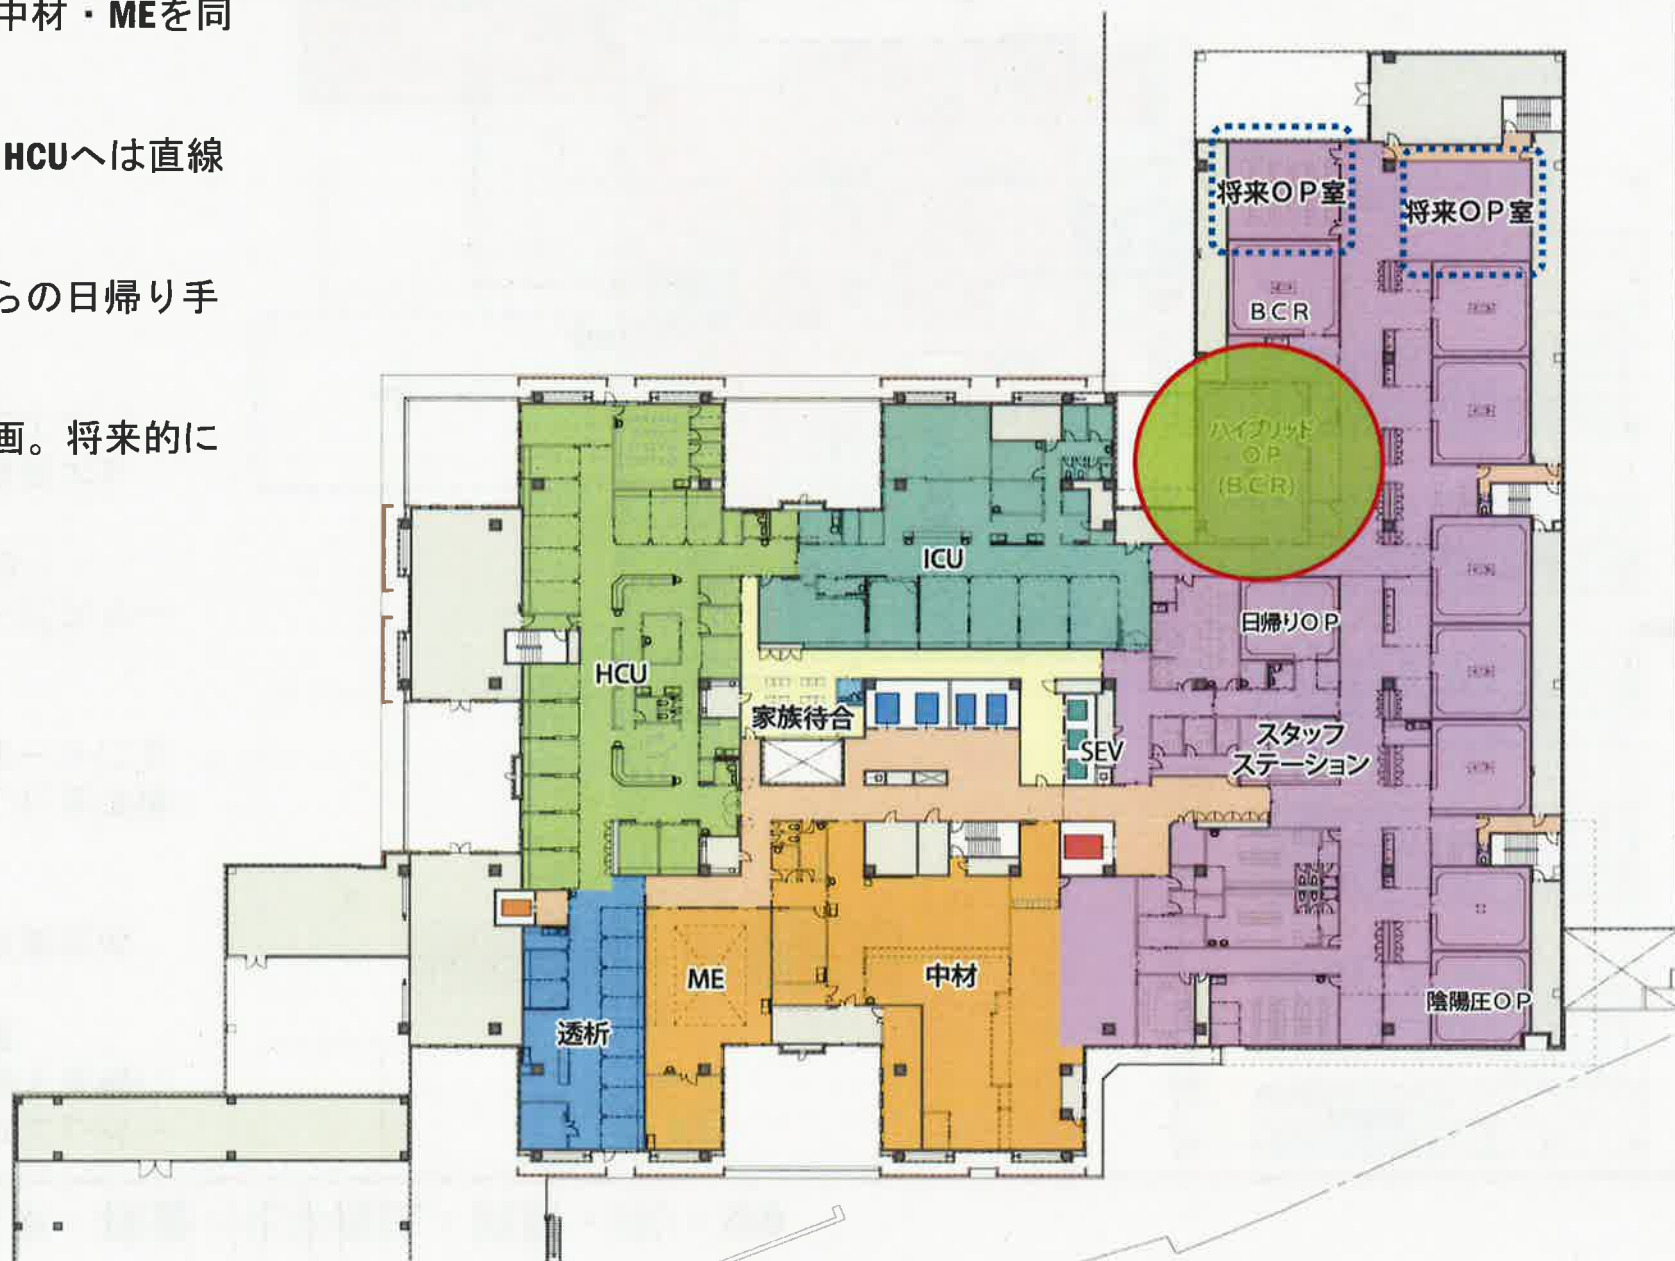 中材・MEを同
HCUへは直線
らの日帰り手
画。将来的に
将来OP室
将来OP室
BCR
ハイブリッド
OP
(BCR)
ICU
日帰りOP
HCU
家族待合
SEV
スタッフ
ステーション
ME
中材
透析
陰陽圧OP